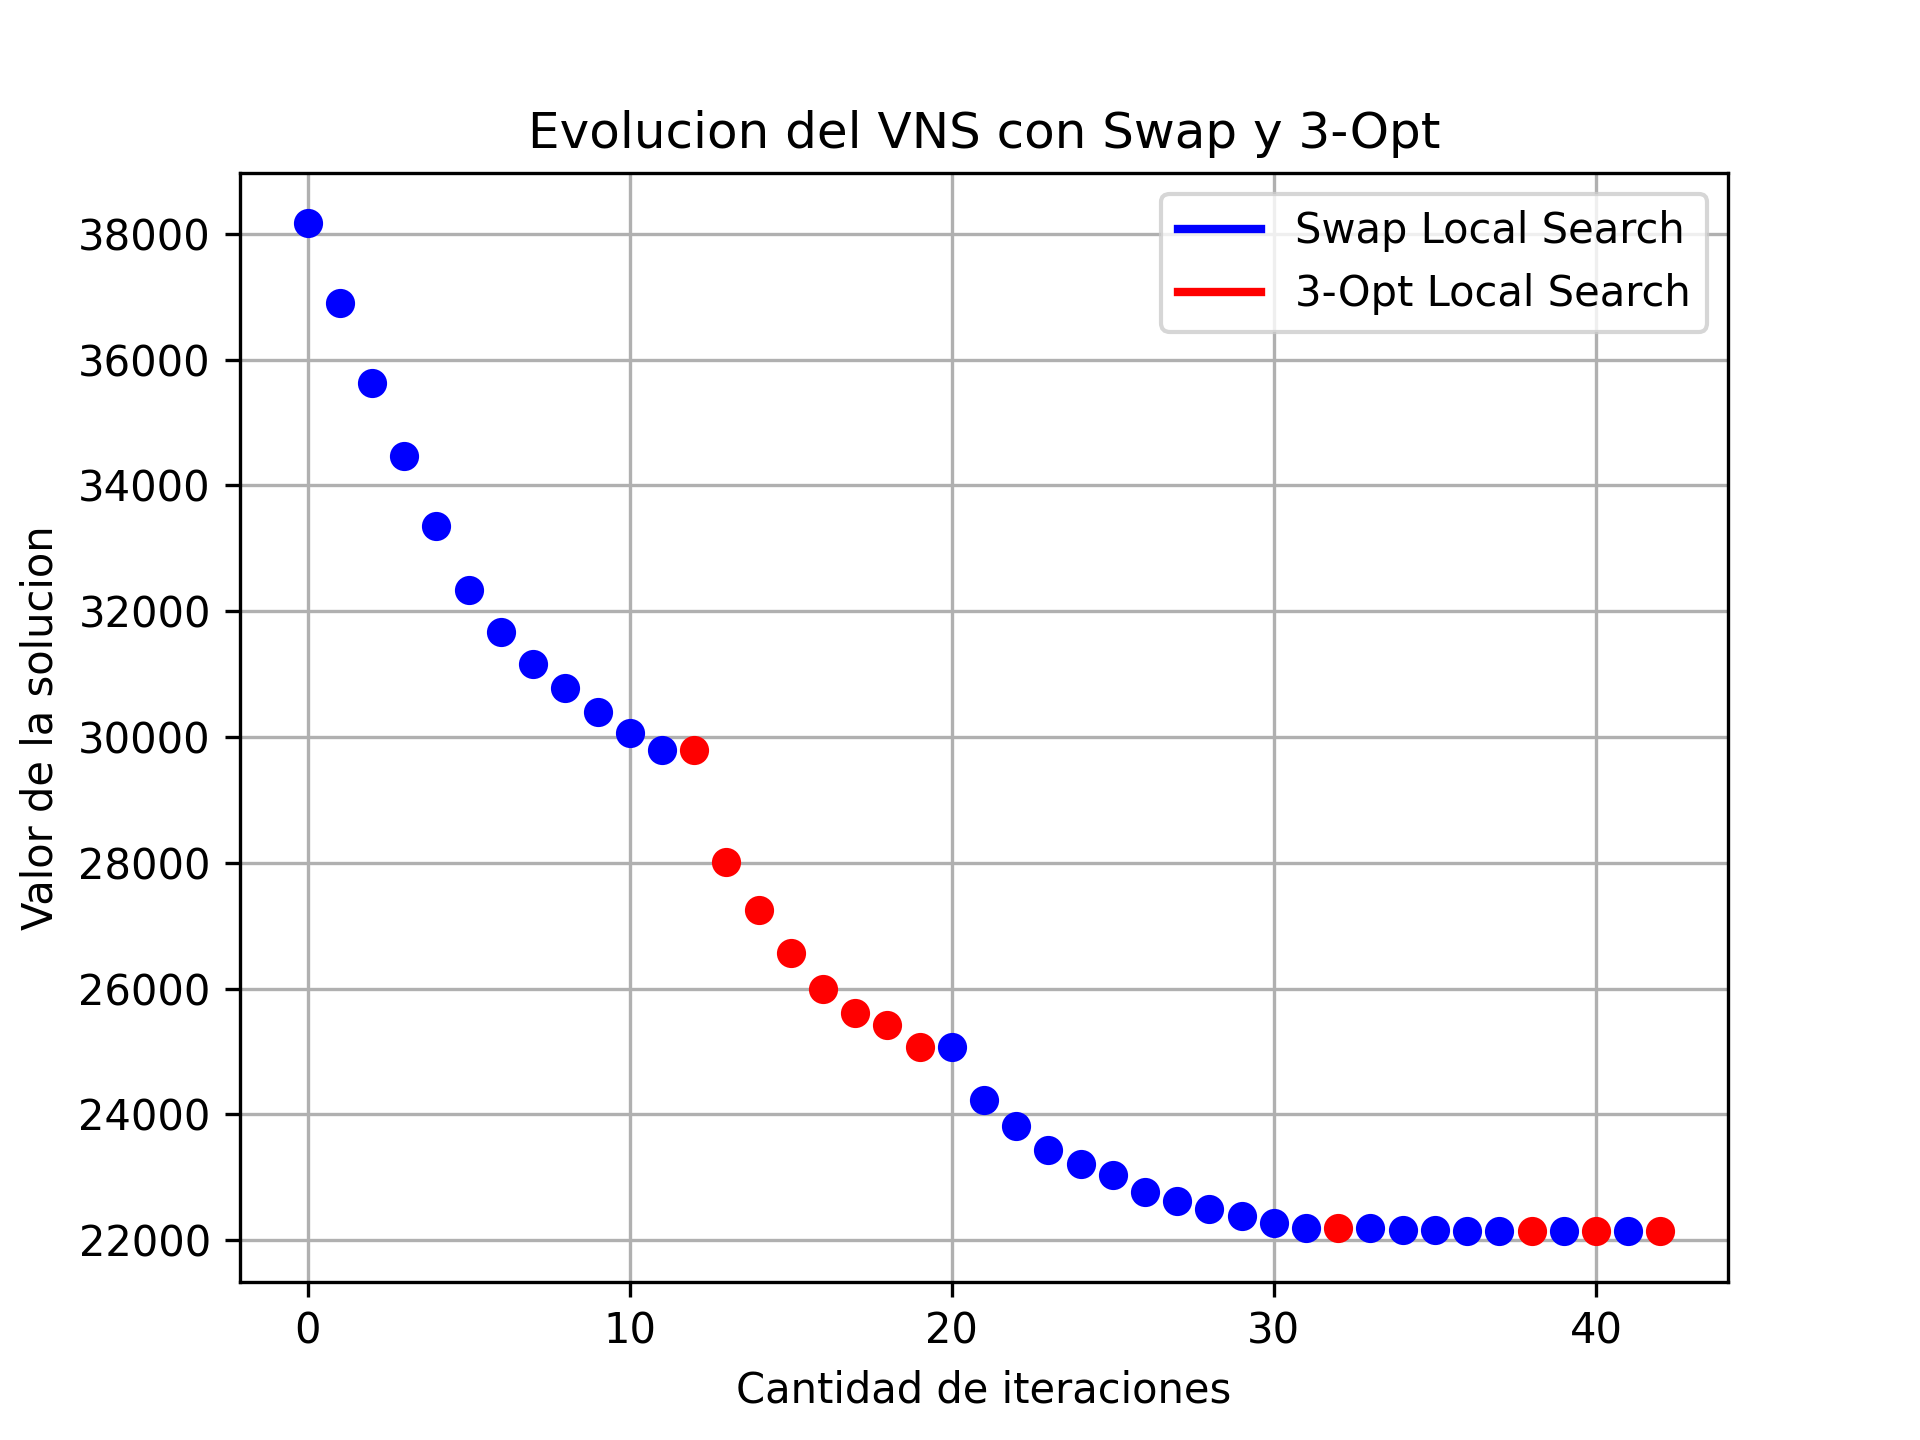 Evolucion del VNS con Swap y 3-Opt
Swap Local Search
3-Opt Local Search
Valor de la solucion
38000
36000
34000
32000
30000
28000
26000
24000
22000
0 10 20 30 40
Cantidad de iteraciones